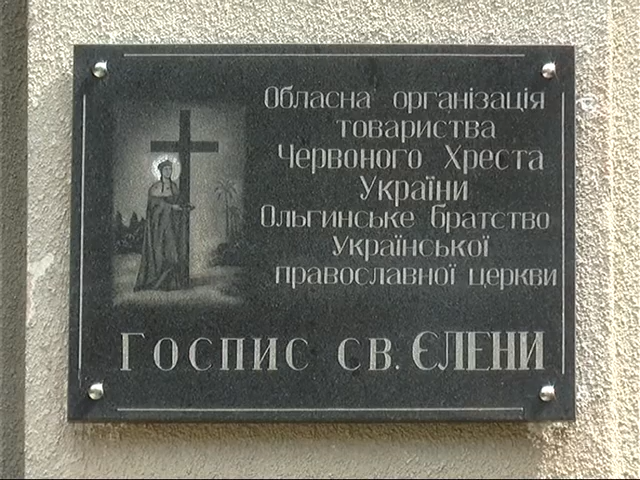 Обласна організація
товариства
Червоного Хреста
України
Ольгинське братство
Української
православної церкви
Госпис св. ЄЛЕНИ